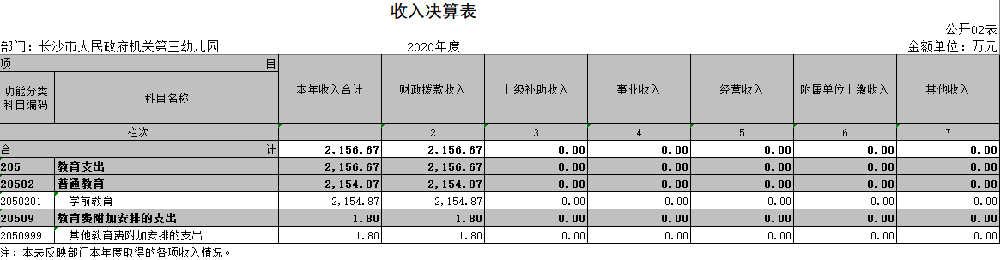 收入决算表
公开02表
部门：长沙市人民政府机关第三幼儿园 2020年度 金额单位：万元
项 目 本年收入合计 财政拨款收入 上级补助收入 事业收入 经营收入 附属单位上缴收入 其他收入
功能分类科目编码 科目名称
栏次 1 2 3 4 5 6 7
合 计 2,156.67 2,156.67 0.00 0.00 0.00 0.00 0.00
205 教育支出 2,156.67 2,156.67 0.00 0.00 0.00 0.00 0.00
20502 普通教育 2,154.87 2,154.87 0.00 0.00 0.00 0.00 0.00
2050201 学前教育 2,154.87 2,154.87 0.00 0.00 0.00 0.00 0.00
20509 教育费附加安排的支出 1.80 1.80 0.00 0.00 0.00 0.00 0.00
2050999 其他教育费附加安排的支出 1.80 1.80 0.00 0.00 0.00 0.00 0.00
注：本表反映部门本年度取得的各项收入情况。